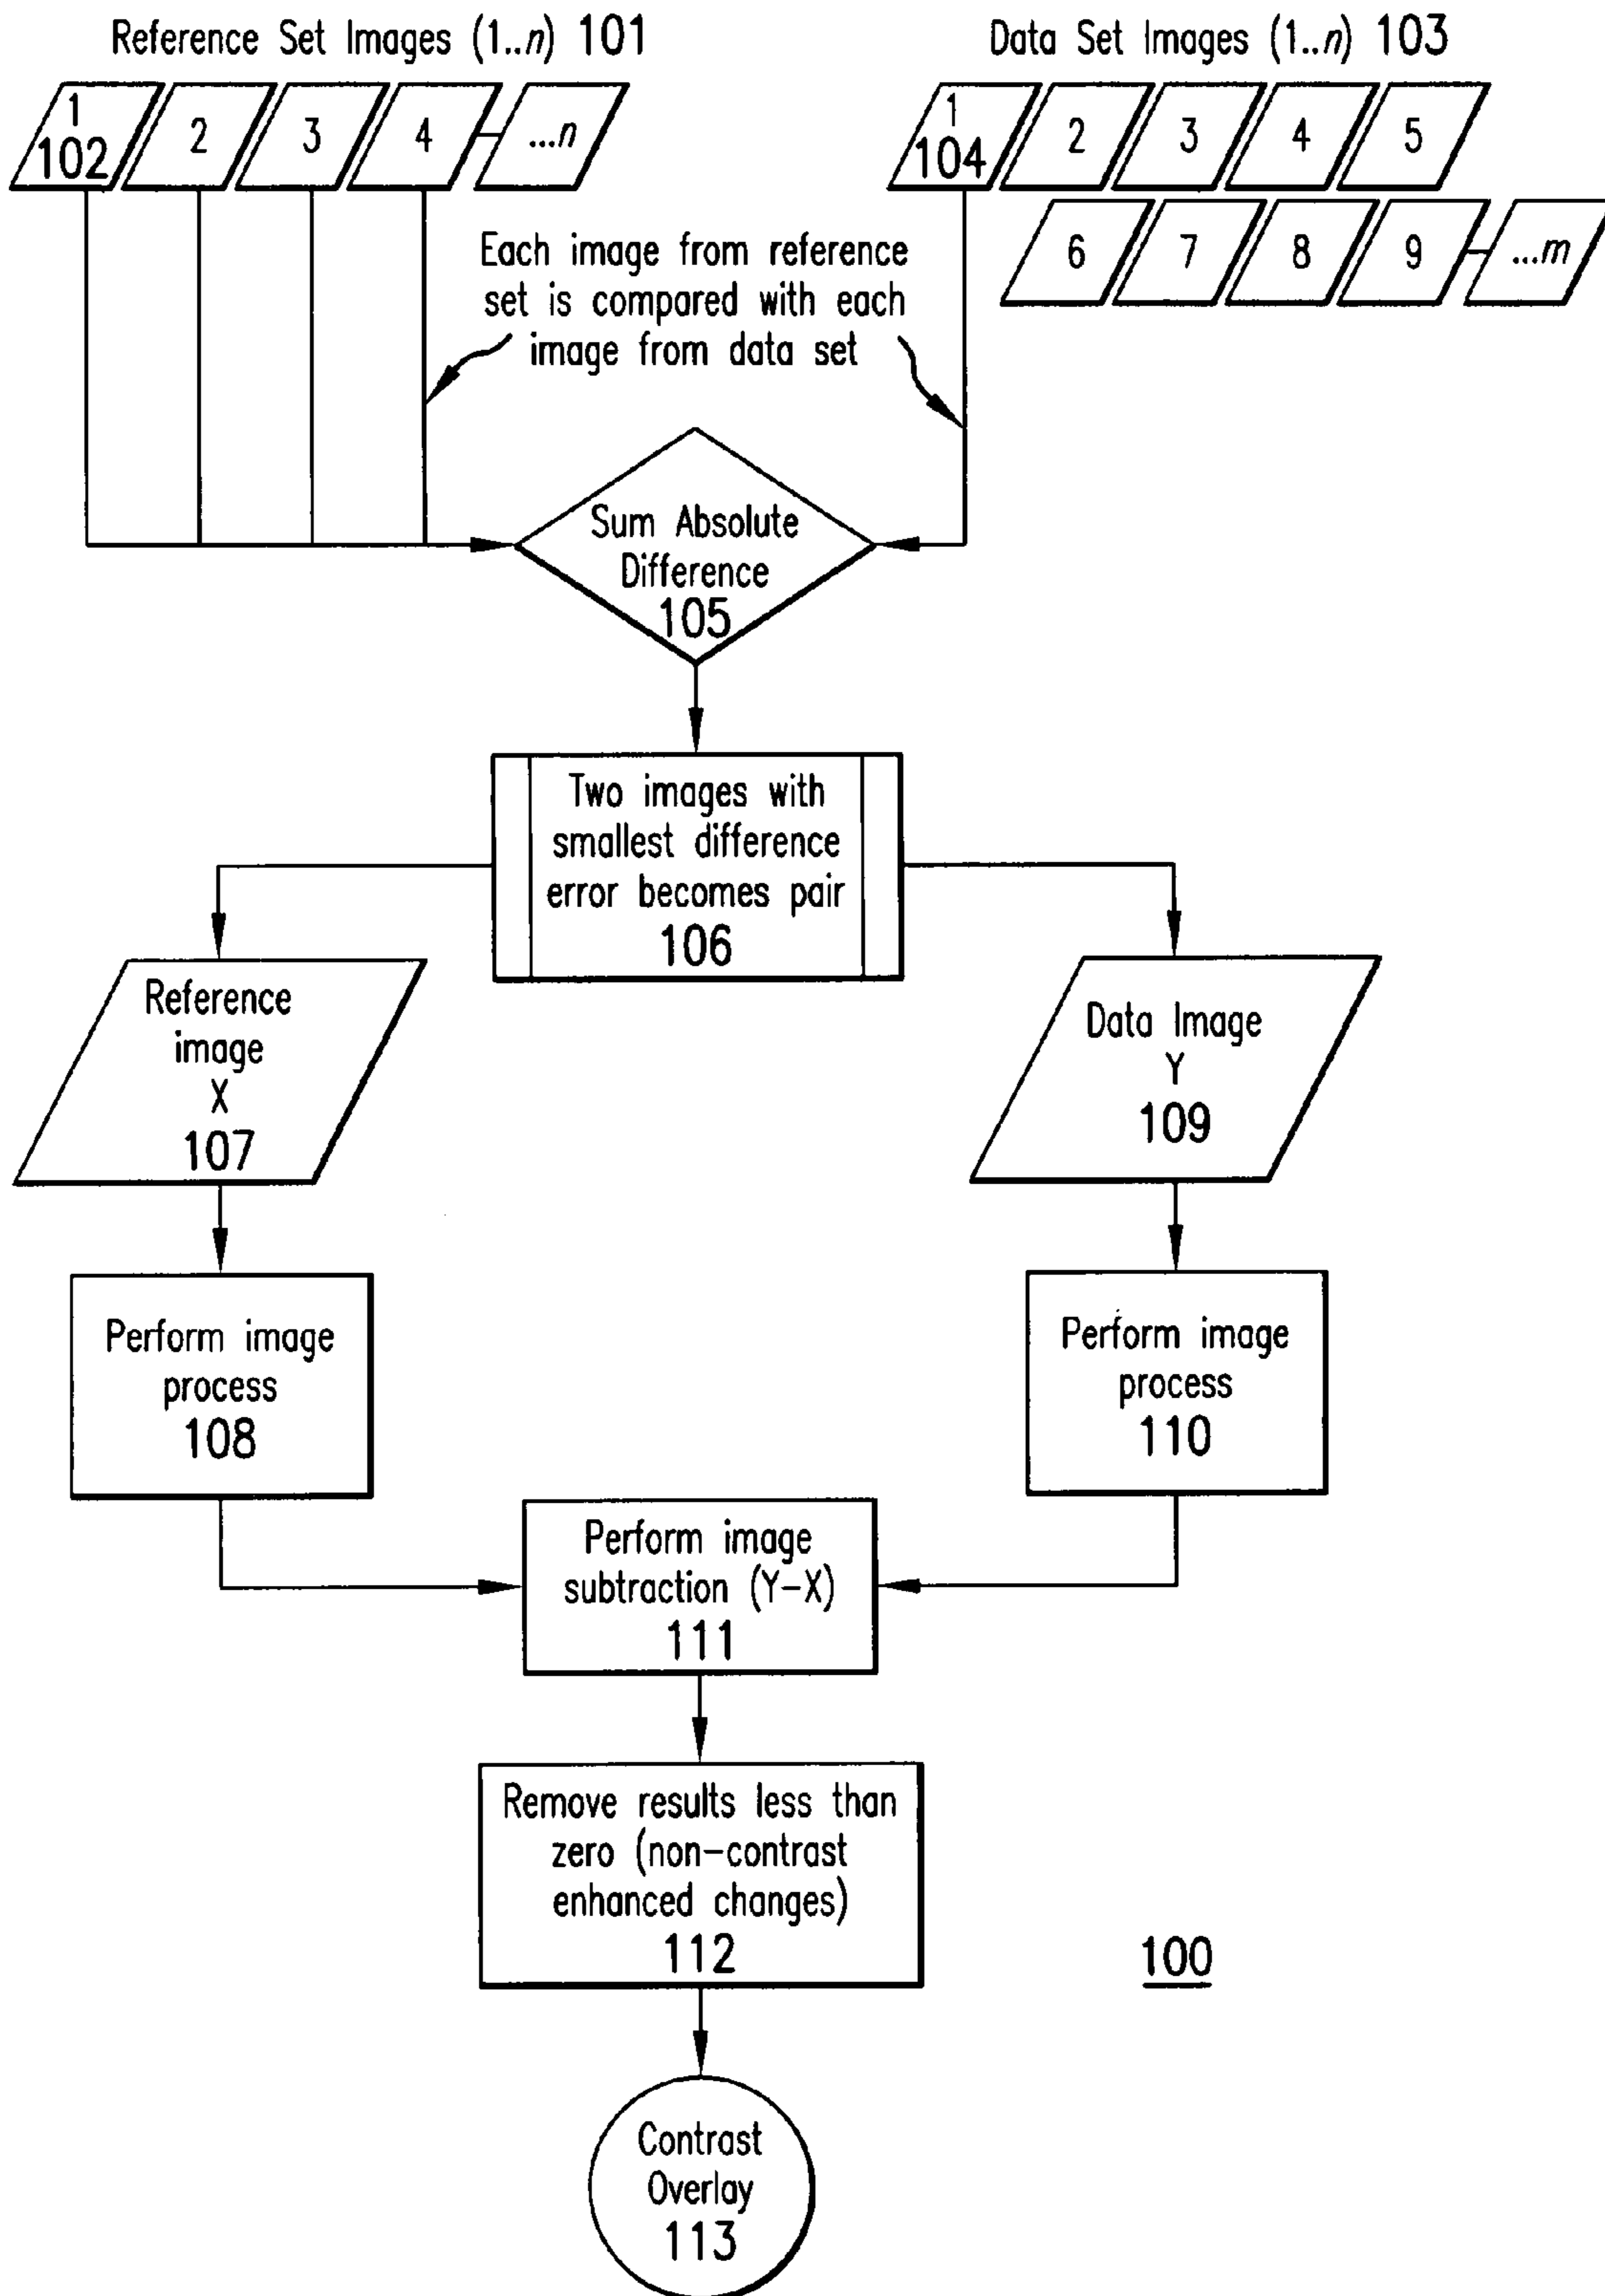 Reference Set Images (1..n) 101
1
102
2
3
4
...n
Data Set Images (1..n) 103
1
104
2
3
4
5
6
7
8
9
...m
Each image from reference
set is compared with each
image from data set
Sum Absolute
Difference
105
Two images with
smallest difference
error becomes pair
106
Reference
image
X
107
Data Image
Y
109
Perform image
process
108
Perform image
process
110
Perform image
subtraction (Y-X)
111
Remove results less than
zero (non-contrast
enhanced changes)
112
100
Contrast
Overlay
113